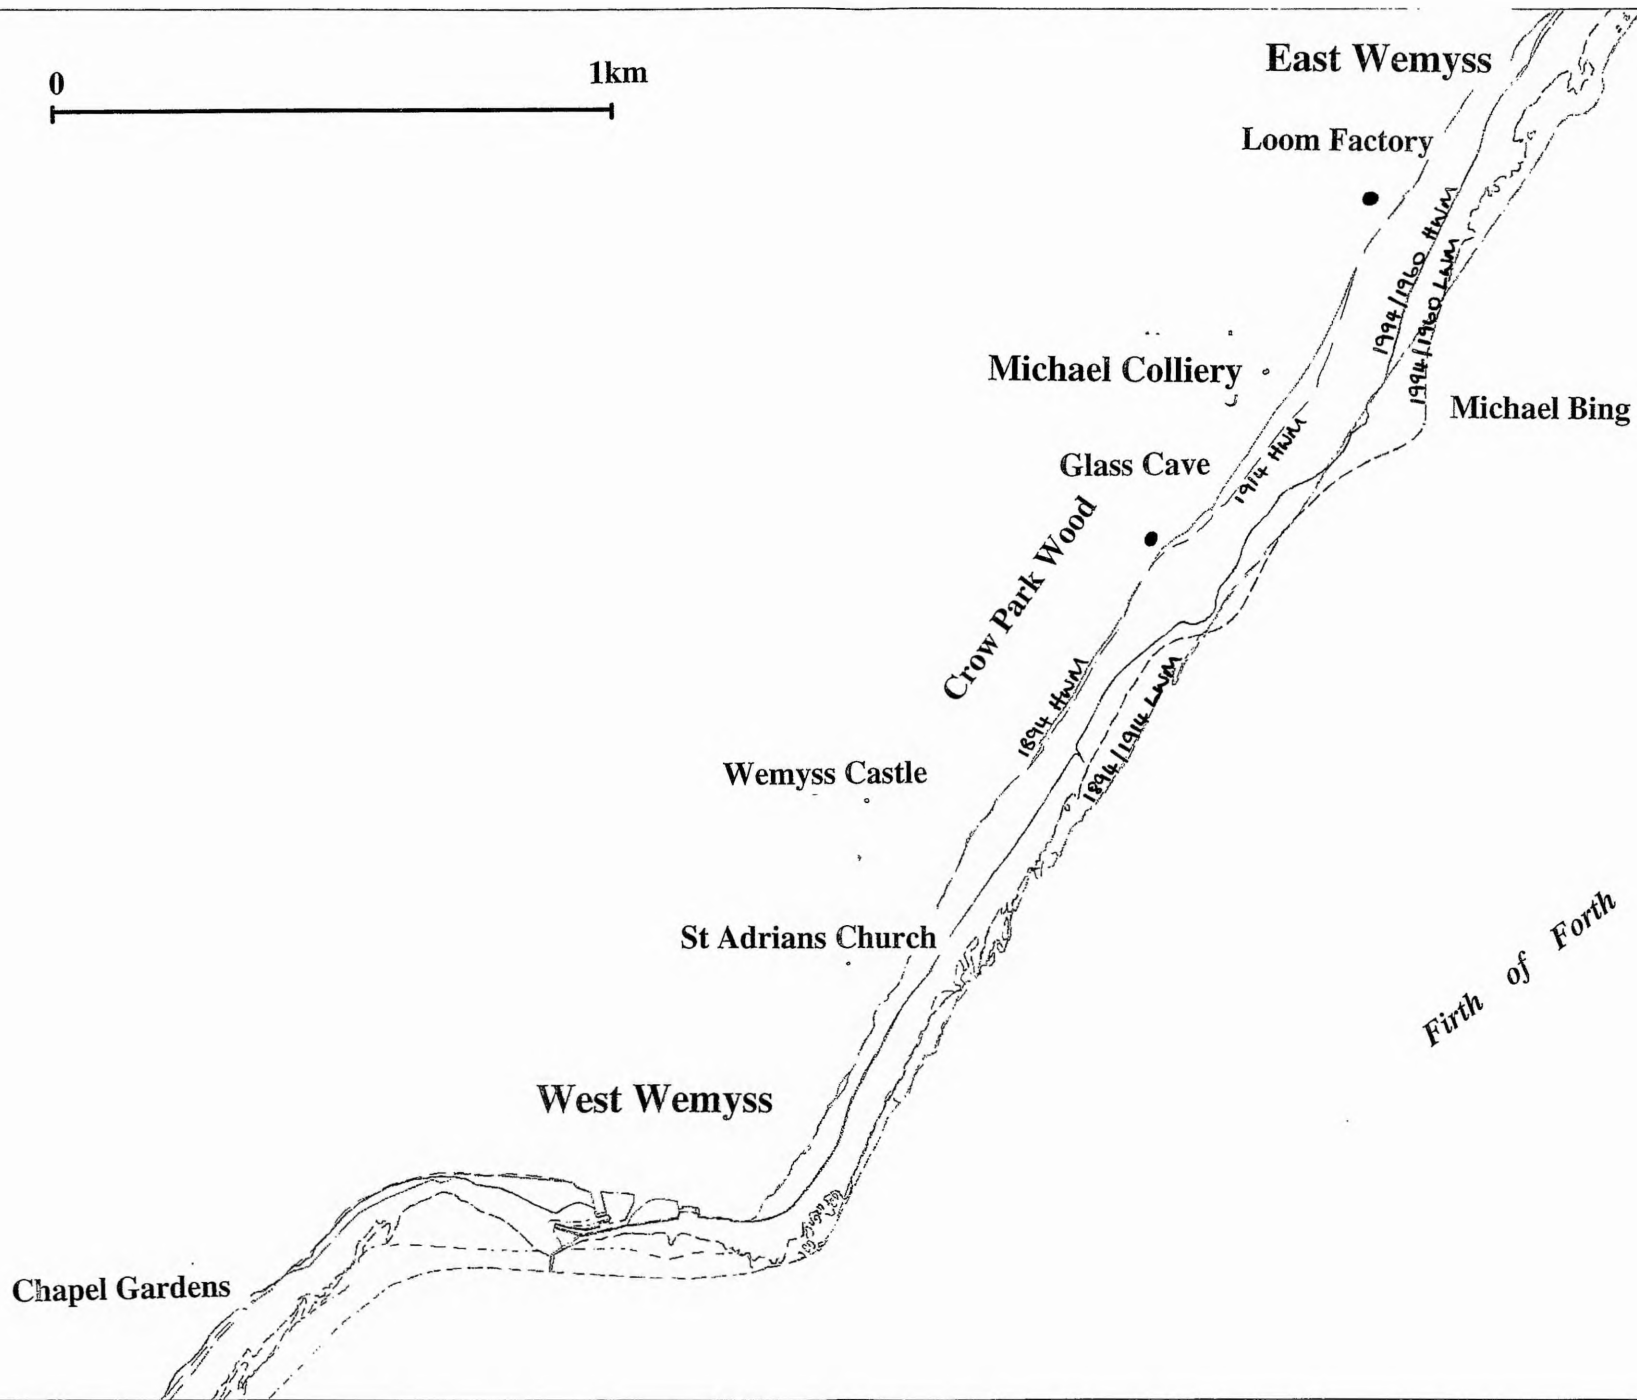 0
1km
East Wemyss
Loom Factory
1994/1960 HWM
1994/1960 LWM
Michael Colliery
Michael Bing
1914 HWM
Glass Cave
Crow Park Wood
1894 HWM
1894/1914 LWM
Wemyss Castle
St Adrians Church
Firth of Forth
West Wemyss
Chapel Gardens